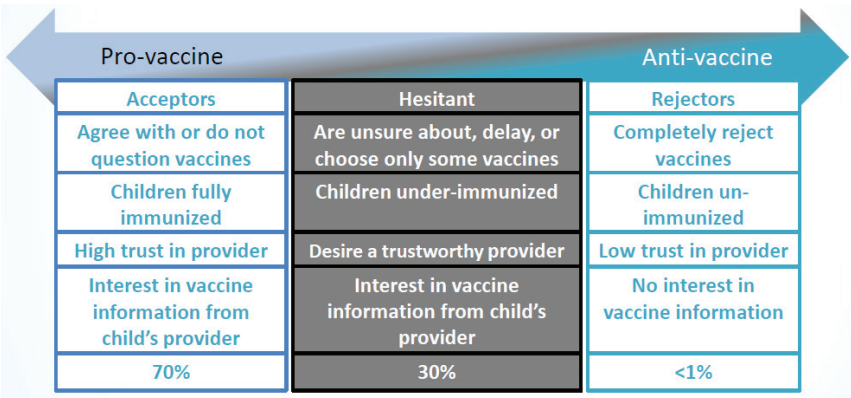 Pro-vaccine
Anti-vaccine
Acceptors
Hesitant
Rejectors
Agree with or do not
question vaccines
Are unsure about, delay, or
choose only some vaccines
Completely reject
vaccines
Children fully
immunized
Children under-immunized
Children un-
immunized
High trust in provider
Desire a trustworthy provider
Low trust in provider
Interest in vaccine
information from
child's provider
Interest in vaccine
information from child's
provider
No interest in
vaccine information
70%
30%
<1%